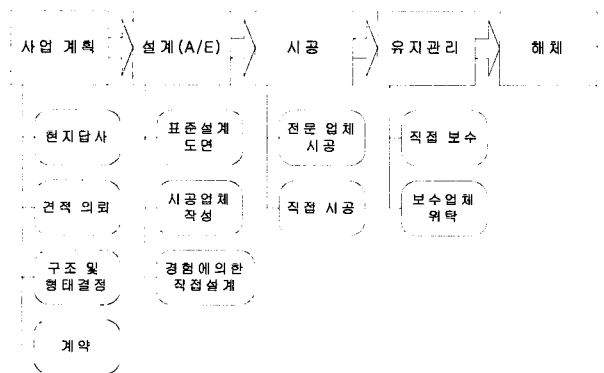 사업 계획
설계(A/E)
시공
유지관리
해체
현지답사
견적 의뢰
구조 및
형태결정
계약
표준설계
도면
시공업체
작성
경험에의한
직접설계
전문 업체
시공
직접 시공
직접 보수
보수업체
위탁